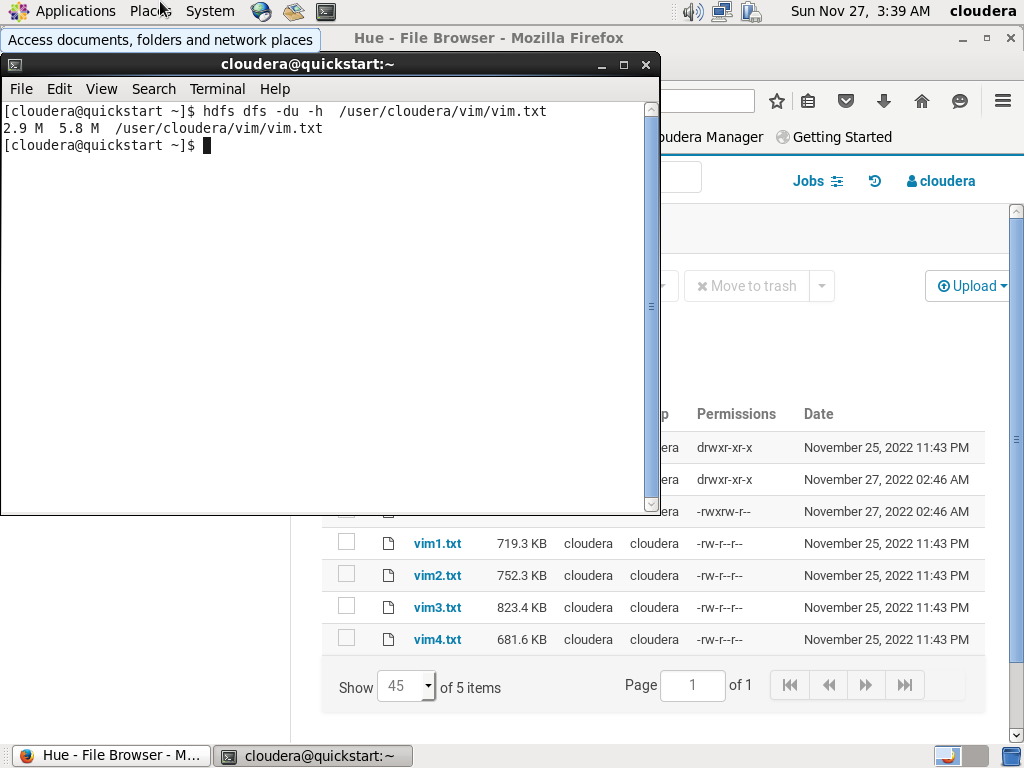 Applications Places System Sun Nov 27, 3:39 AM cloudera
Access documents, folders and network places
Hue - File Browser - Mozilla Firefox
cloudera@quickstart:~
File Edit View Search Terminal Help
[cloudera@quickstart ~]$ hdfs dfs -du -h  /user/cloudera/vim/vim.txt
2.9 M  5.8 M  /user/cloudera/vim/vim.txt
[cloudera@quickstart ~]$
oudera Manager Getting Started
Jobs cloudera
Move to trash Upload
p Permissions Date
era drwxr-xr-x November 25, 2022 11:43 PM
era drwxr-xr-x November 27, 2022 02:46 AM
era -rwxrw-r-- November 27, 2022 02:46 AM
vim1.txt 719.3 KB cloudera cloudera -rw-r--r-- November 25, 2022 11:43 PM
vim2.txt 752.3 KB cloudera cloudera -rw-r--r-- November 25, 2022 11:43 PM
vim3.txt 823.4 KB cloudera cloudera -rw-r--r-- November 25, 2022 11:43 PM
vim4.txt 681.6 KB cloudera cloudera -rw-r--r-- November 25, 2022 11:43 PM
Show 45 of 5 items Page 1 of 1
Hue - File Browser - M... cloudera@quickstart:~